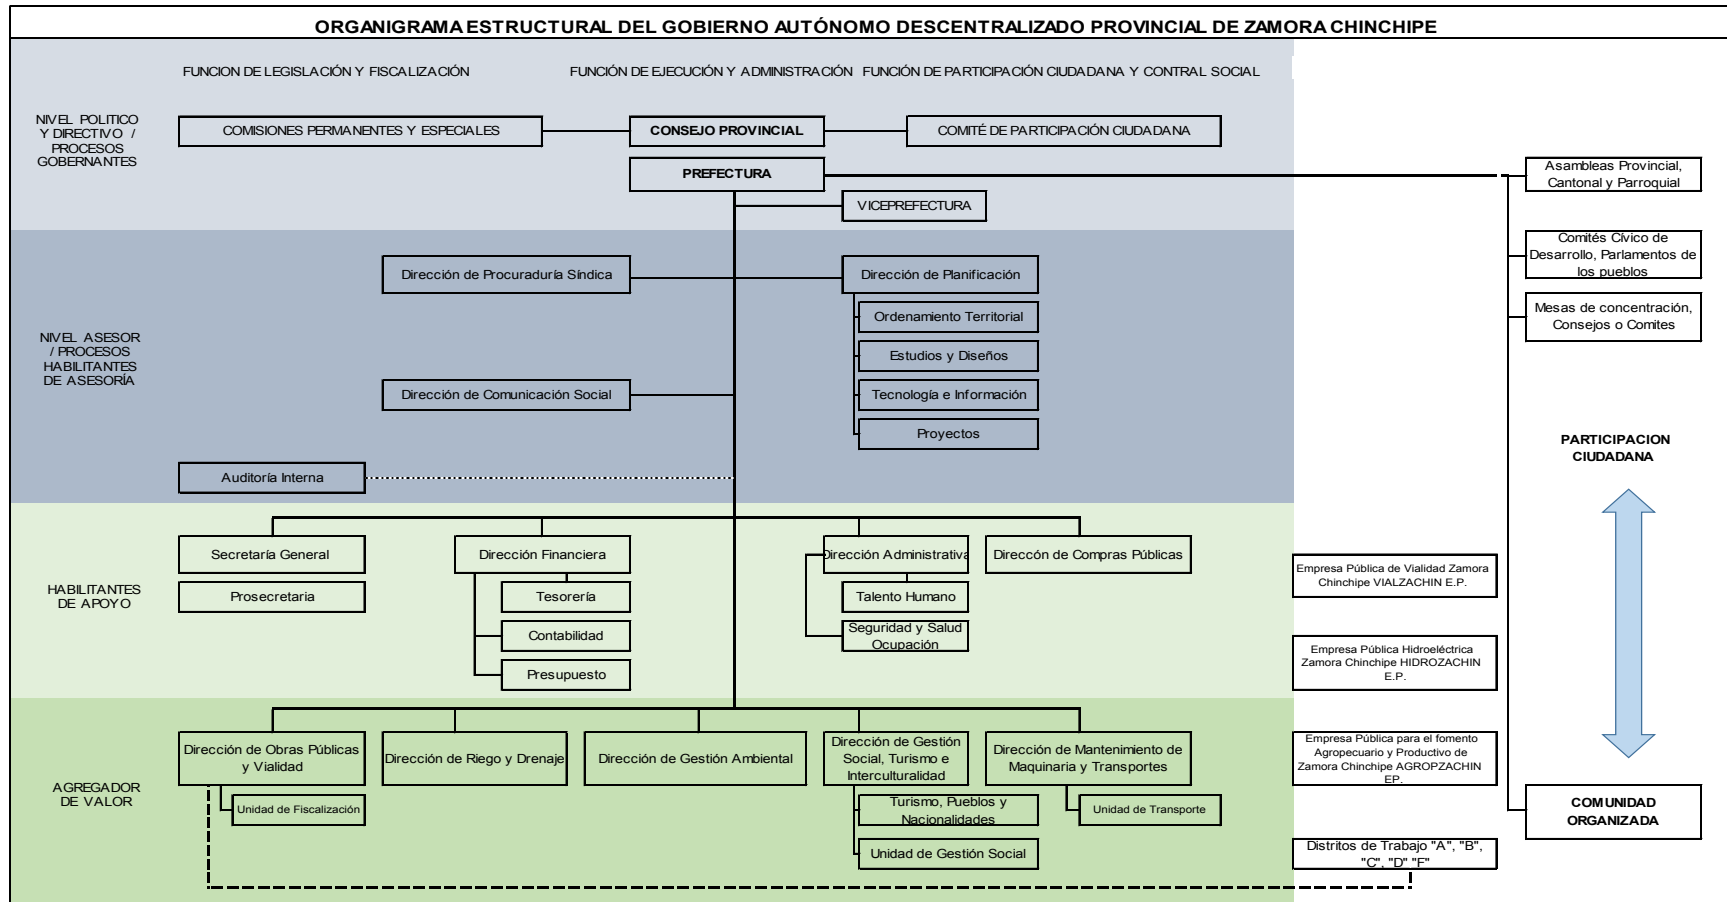 ORGANIGRAMA ESTRUCTURAL DEL GOBIERNO AUTÓNOMO DESCENTRALIZADO PROVINCIAL DE ZAMORA CHINCHIPE
FUNCION DE LEGISLACIÓN Y FISCALIZACIÓN
FUNCIÓN DE EJECUCIÓN Y ADMINISTRACIÓN
FUNCIÓN DE PARTICIPACIÓN CIUDADANA Y CONTRAL SOCIAL
NIVEL POLITICO
Y DIRECTIVO /
PROCESOS
GOBERNANTES
COMISIONES PERMANENTES Y ESPECIALES
CONSEJO PROVINCIAL
COMITÉ DE PARTICIPACIÓN CIUDADANA
PREFECTURA
VICEPREFECTURA
Asambleas Provincial,
Cantonal y Parroquial
Comités Cívico de
Desarrollo, Parlamentos de
los pueblos
Mesas de concentración,
Consejos o Comites
NIVEL ASESOR
/ PROCESOS
HABILITANTES
DE ASESORÍA
Dirección de Procuraduría Síndica
Dirección de Planificación
Ordenamiento Territorial
Estudios y Diseños
Dirección de Comunicación Social
Tecnología e Información
Proyectos
Auditoría Interna
PARTICIPACION
CIUDADANA
HABILITANTES
DE APOYO
Secretaría General
Dirección Financiera
Dirección Administrativa
Direccón de Compras Públicas
Prosecretaria
Tesorería
Talento Humano
Contabilidad
Seguridad y Salud
Ocupación
Presupuesto
Empresa Pública de Vialidad Zamora
Chinchipe VIALZACHIN E.P.
Empresa Pública Hidroeléctrica
Zamora Chinchipe HIDROZACHIN
E.P.
AGREGADOR
DE VALOR
Dirección de Obras Públicas
y Vialidad
Dirección de Riego y Drenaje
Dirección de Gestión Ambiental
Dirección de Gestión
Social, Turismo e
Interculturalidad
Dirección de Mantenimiento de
Maquinaria y Transportes
Empresa Pública para el fomento
Agropecuario y Productivo de
Zamora Chinchipe AGROPZACHIN
EP.
Unidad de Fiscalización
Turismo, Pueblos y
Nacionalidades
Unidad de Transporte
COMUNIDAD
ORGANIZADA
Unidad de Gestión Social
Distritos de Trabajo "A", "B",
"C", "D" "F"